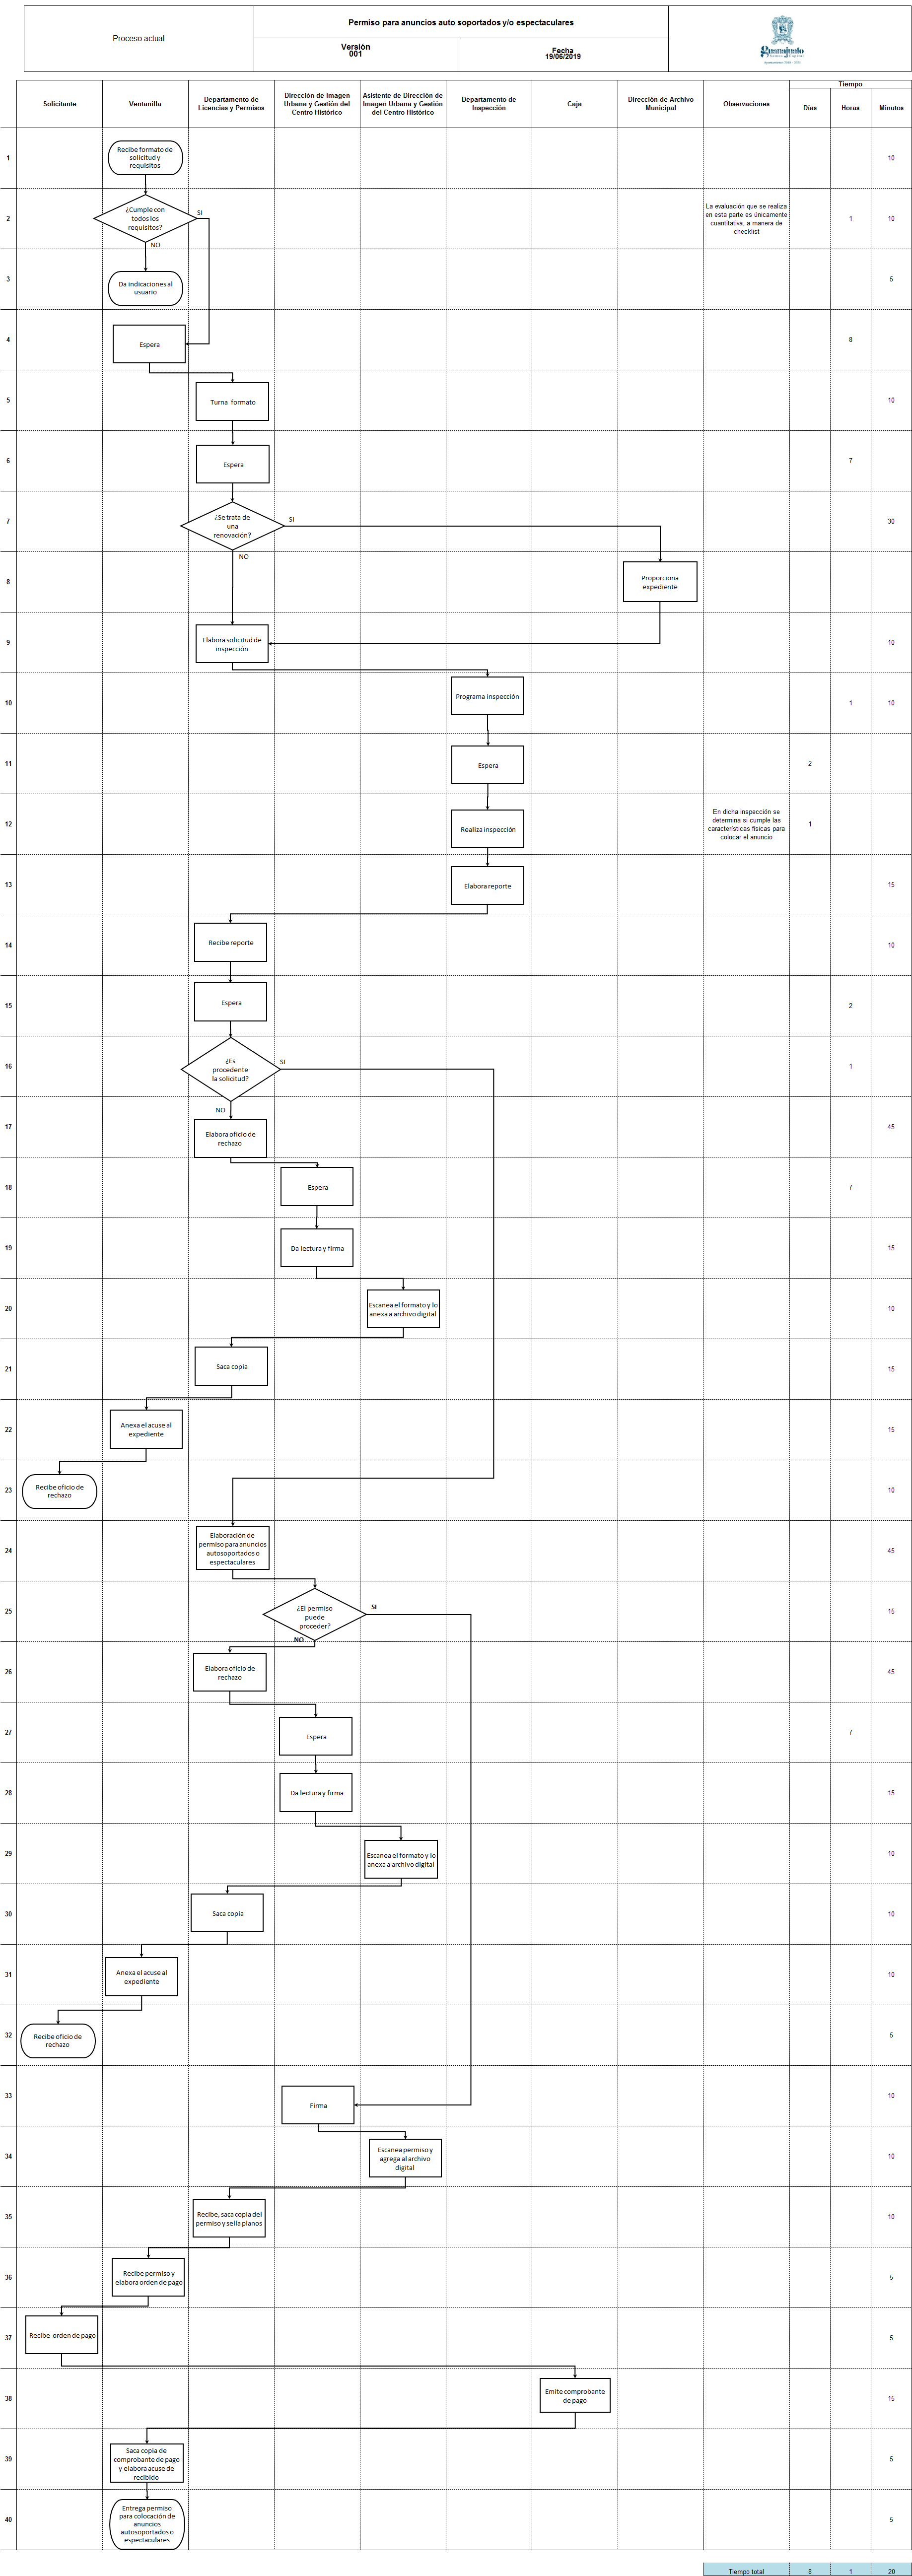 Proceso actual
Permiso para anuncios auto soportados y/o espectaculares
Versión
001
Fecha
19/06/2019
Guanajuato
Solicitante
Ventanilla
Departamento de
Licencias y Permisos
Dirección de Imagen
Urbana y Gestión del
Centro Histórico
Asistente de Dirección de
Imagen Urbana y Gestión
del Centro Histórico
Departamento de
Inspección
Caja
Dirección de Archivo
Municipal
Observaciones
Tiempo
Días
Horas
Minutos
1
Recibe formato de
solicitud y
requisitos
10
2
¿Cumple con
todos los
requisitos?
SI
NO
La evaluación que se realiza
en esta parte es únicamente
cuantitativa, a manera de
checklist
1
10
3
Da indicaciones al
usuario
5
4
Espera
8
5
Turna formato
10
6
Espera
7
7
¿Se trata de
una
renovación?
SI
NO
30
8
Proporciona
expediente
9
Elabora solicitud de
inspección
10
10
Programa inspección
1
10
11
Espera
2
12
Realiza inspección
En dicha inspección se
determina si cumple las
características físicas para
colocar el anuncio
1
13
Elabora reporte
15
14
Recibe reporte
10
15
Espera
2
16
¿Es
procedente
la solicitud?
SI
NO
1
17
Elabora oficio de
rechazo
45
18
Espera
7
19
Da lectura y firma
15
20
Escanea el formato y lo
anexa a archivo digital
10
21
Saca copia
15
22
Anexa el acuse al
expediente
15
23
Recibe oficio de
rechazo
10
24
Elaboración de
permiso para anuncios
autosoportados o
espectaculares
45
25
¿El permiso
puede
proceder?
SI
NO
15
26
Elabora oficio de
rechazo
45
27
Espera
7
28
Da lectura y firma
15
29
Escanea el formato y lo
anexa a archivo digital
10
30
Saca copia
10
31
Anexa el acuse al
expediente
10
32
Recibe oficio de
rechazo
5
33
Firma
10
34
Escanea permiso y
agrega al archivo
digital
10
35
Recibe, saca copia del
permiso y sella planos
10
36
Recibe permiso y
elabora orden de pago
5
37
Recibe orden de pago
5
38
Emite comprobante
de pago
15
39
Saca copia de
comprobante de pago
y elabora acuse de
recibido
5
40
Entrega permiso
para colocación de
anuncios
autosoportados o
espectaculares
5
Tiempo total
8
1
20